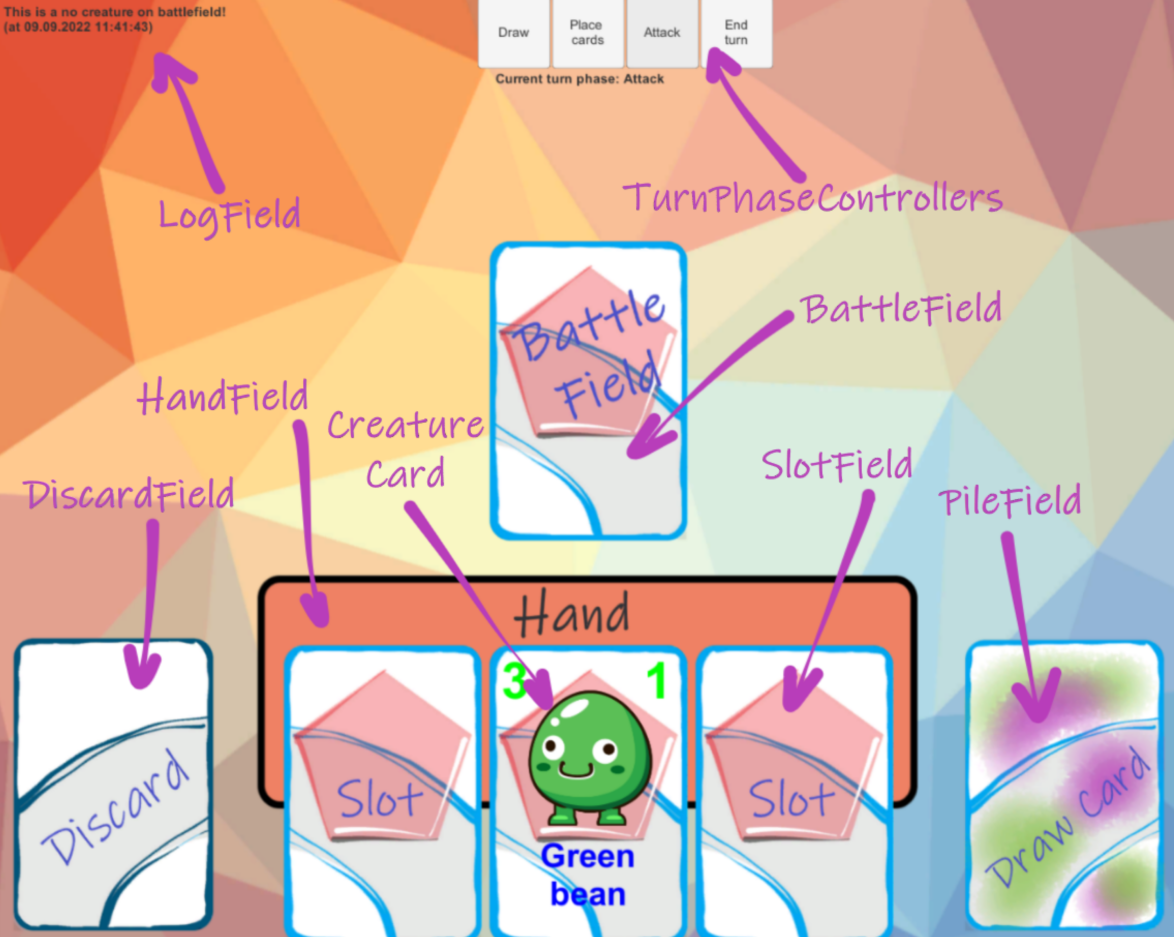 This is a no creature on battlefield!
(at 09.09.2022 11:41:43)
Draw
Place
cards
Attack
End
turn
Current turn phase: Attack
LogField
TurnPhaseControllers
Battle
Field
BattleField
HandField
Creature
Card
SlotField
DiscardField
PileField
Hand
3
1
Discard
Slot
Green
bean
Slot
Draw Card